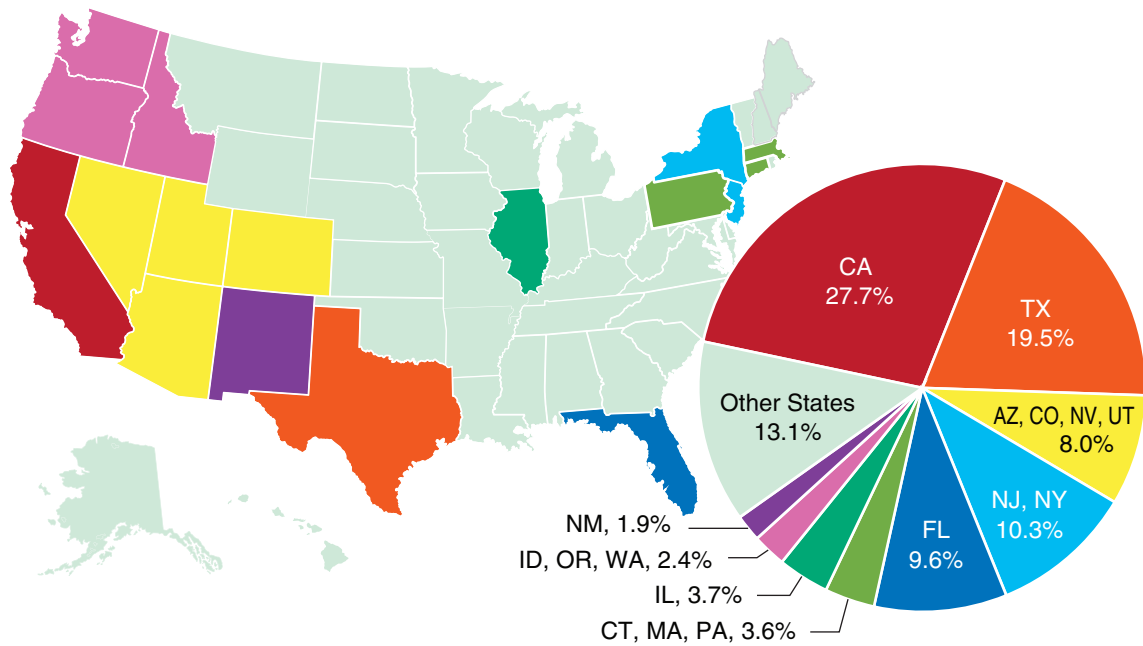 CA
27.7%
TX
19.5%
AZ, CO, NV, UT
8.0%
NJ, NY
10.3%
FL
9.6%
CT, MA, PA, 3.6%
IL, 3.7%
ID, OR, WA, 2.4%
NM, 1.9%
Other States
13.1%